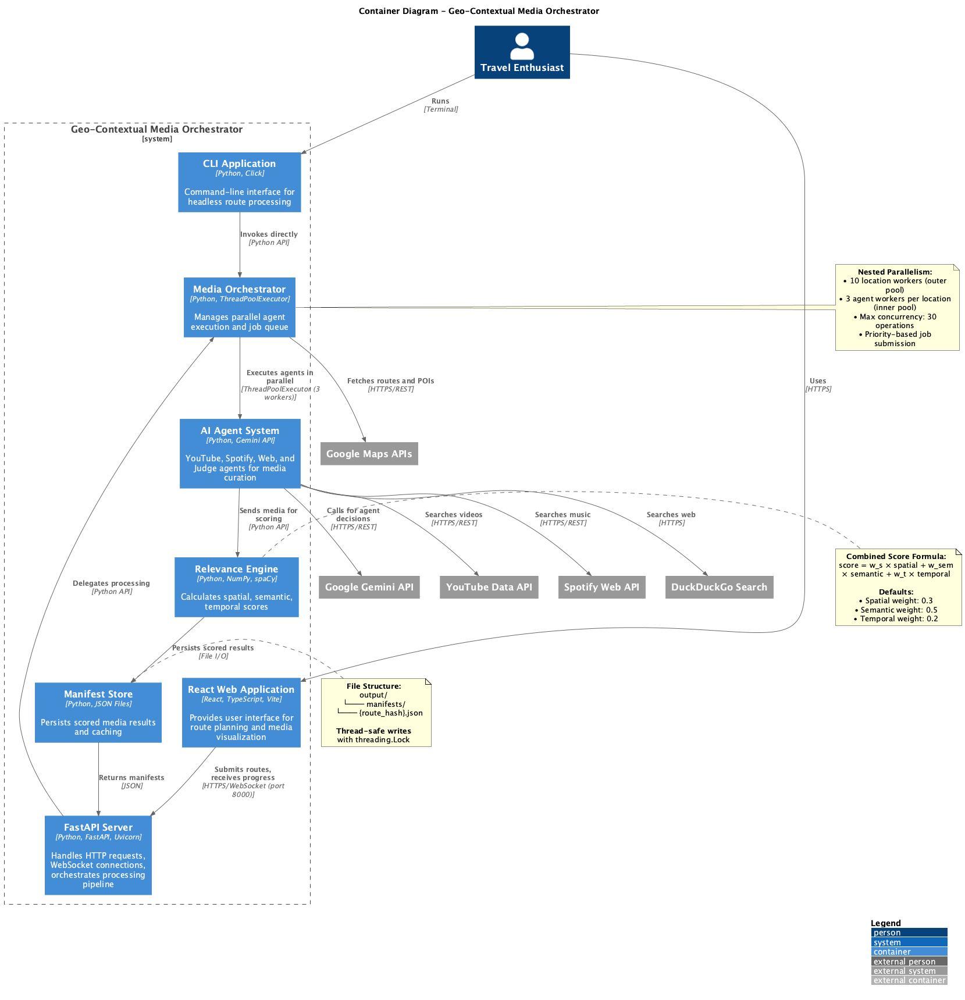 Container Diagram - Geo-Contextual Media Orchestrator
Travel Enthusiast
Runs
[Terminal]
Geo-Contextual Media Orchestrator
[system]
CLI Application
[Python, Click]
Command-line interface for
headless route processing
Invokes directly
[Python API]
Media Orchestrator
[Python, ThreadPoolExecutor]
Manages parallel agent
execution and job queue
Nested Parallelism:
• 10 location workers (outer
pool)
• 3 agent workers per location
(inner pool)
• Max concurrency: 30
operations
• Priority-based job
submission
Executes agents in
parallel
[ThreadPoolExecutor (3
workers)]
Fetches routes and POIs
[HTTPS/REST]
Uses
[HTTPS]
AI Agent System
[Python, Gemini API]
YouTube, Spotify, Web, and
Judge agents for media
curation
Google Maps APIs
Sends media for
scoring
[Python API]
Calls for agent
decisions
[HTTPS/REST]
Searches videos
[HTTPS/REST]
Searches music
[HTTPS/REST]
Searches web
[HTTPS]
Relevance Engine
[Python, NumPy, spaCy]
Calculates spatial, semantic,
temporal scores
Google Gemini API
YouTube Data API
Spotify Web API
DuckDuckGo Search
Combined Score Formula:
score = w_s × spatial + w_sem
× semantic + w_t × temporal
Defaults:
• Spatial weight: 0.3
• Semantic weight: 0.5
• Temporal weight: 0.2
Delegates processing
[Python API]
Persists scored results
[File I/O]
Manifest Store
[Python, JSON Files]
Persists scored media results
and caching
React Web Application
[React, TypeScript, Vite]
Provides user interface for
route planning and media
visualization
File Structure:
output/
└── manifests/
└── {route_hash}.json
Thread-safe writes
with threading.Lock
Returns manifests
[JSON]
Submits routes,
receives progress
[HTTPS/WebSocket (port
8000)]
FastAPI Server
[Python, FastAPI, Uvicorn]
Handles HTTP requests,
WebSocket connections,
orchestrates processing
pipeline
Legend
person
system
container
external person
external system
external container